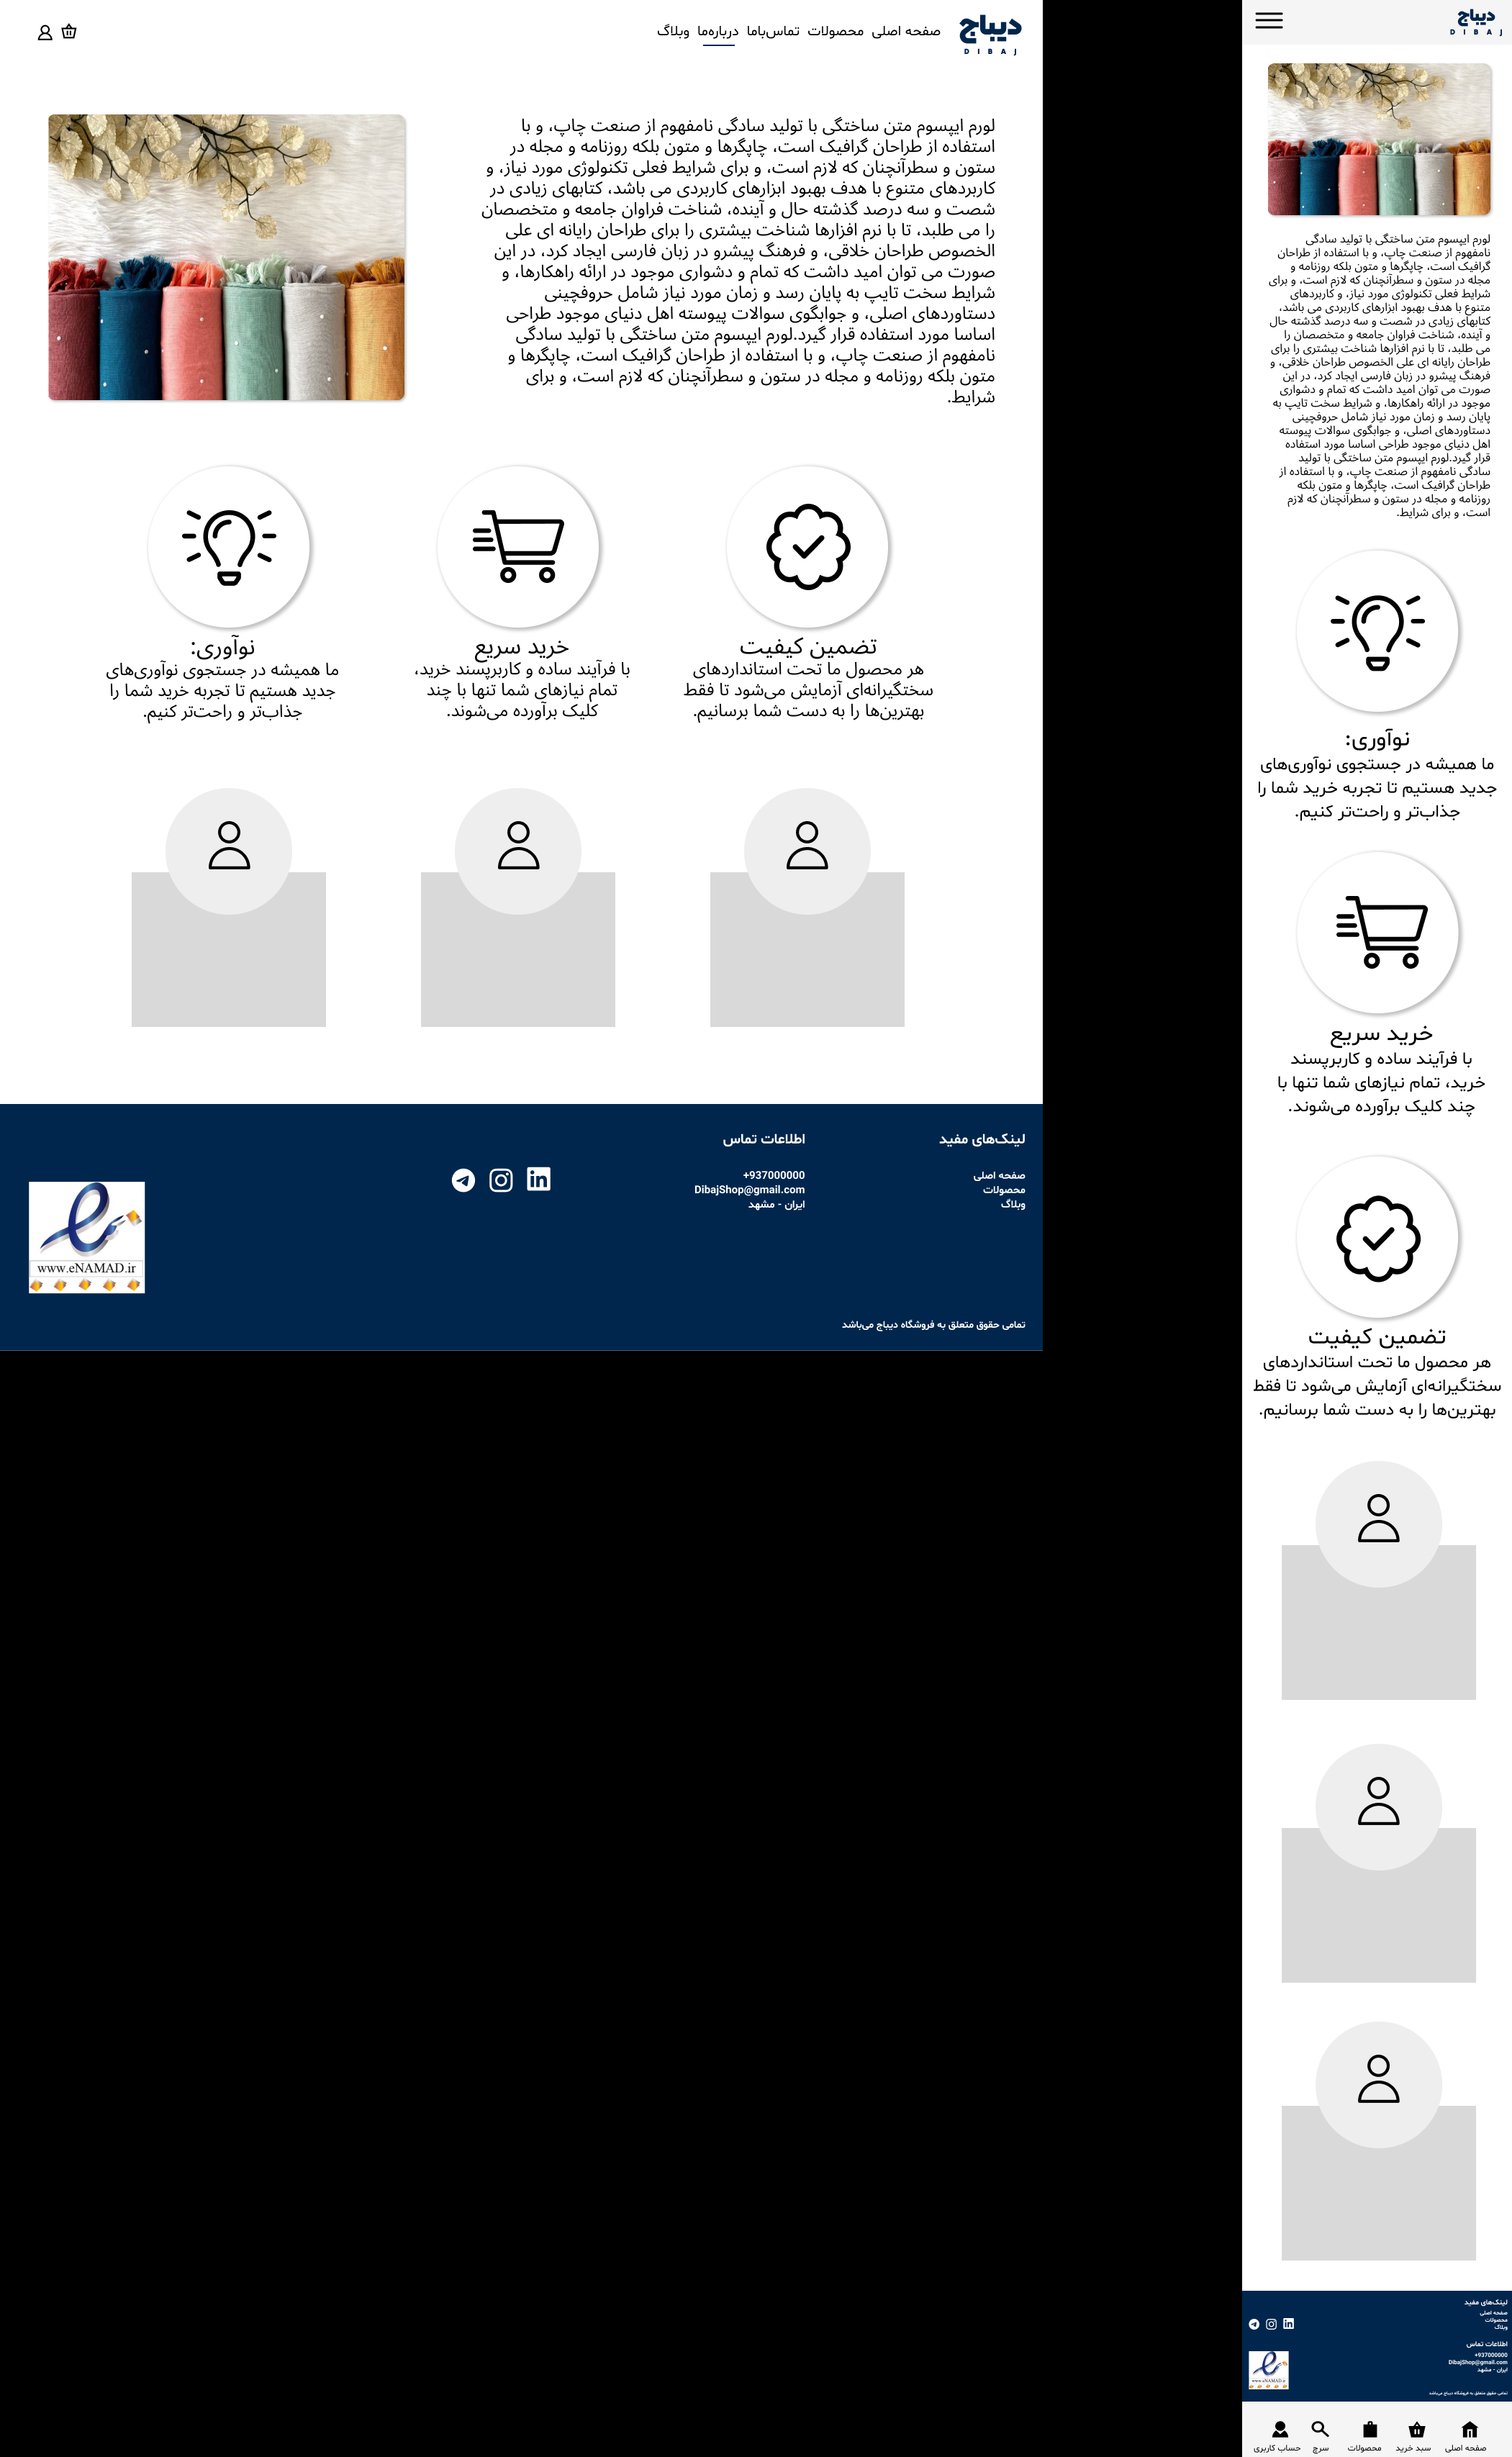 دیباج
DIBAJ
صفحه اصلی محصولات تماس‌باما درباره‌ما وبلاگ
لورم ایپسوم متن ساختگی با تولید سادگی نامفهوم از صنعت چاپ، و با
استفاده از طراحان گرافیک است، چاپگرها و متون بلکه روزنامه و مجله در
ستون و سطرآنچنان که لازم است، و برای شرایط فعلی تکنولوژی مورد نیاز، و
کاربردهای متنوع با هدف بهبود ابزارهای کاربردی می باشد، کتابهای زیادی در
شصت و سه درصد گذشته حال و آینده، شناخت فراوان جامعه و متخصصان
را می طلبد، تا با نرم افزارها شناخت بیشتری را برای طراحان رایانه ای علی
الخصوص طراحان خلاقی، و فرهنگ پیشرو در زبان فارسی ایجاد کرد، در این
صورت می توان امید داشت که تمام و دشواری موجود در ارائه راهکارها، و
شرایط سخت تایپ به پایان رسد و زمان مورد نیاز شامل حروفچینی
دستاوردهای اصلی، و جوابگوی سوالات پیوسته اهل دنیای موجود طراحی
اساسا مورد استفاده قرار گیرد.لورم ایپسوم متن ساختگی با تولید سادگی
نامفهوم از صنعت چاپ، و با استفاده از طراحان گرافیک است، چاپگرها و
متون بلکه روزنامه و مجله در ستون و سطرآنچنان که لازم است، و برای
شرایط.
تضمین کیفیت
هر محصول ما تحت استانداردهای
سختگیرانه‌ای آزمایش می‌شود تا فقط
بهترین‌ها را به دست شما برسانیم.
خرید سریع
با فرآیند ساده و کاربرپسند خرید،
تمام نیازهای شما تنها با چند
کلیک برآورده می‌شوند.
نوآوری:
ما همیشه در جستجوی نوآوری‌های
جدید هستیم تا تجربه خرید شما را
جذاب‌تر و راحت‌تر کنیم.
لینک‌های مفید
صفحه اصلی
محصولات
وبلاگ
اطلاعات تماس
+937000000
DibajShop@gmail.com
ایران - مشهد
www.eNAMAD.ir
تمامی حقوق متعلق به فروشگاه دیباج می‌باشد
دیباج
DIBAJ
لورم ایپسوم متن ساختگی با تولید سادگی
نامفهوم از صنعت چاپ، و با استفاده از طراحان
گرافیک است، چاپگرها و متون بلکه روزنامه و
مجله در ستون و سطرآنچنان که لازم است، و برای
شرایط فعلی تکنولوژی مورد نیاز، و کاربردهای
متنوع با هدف بهبود ابزارهای کاربردی می باشد،
کتابهای زیادی در شصت و سه درصد گذشته حال
و آینده، شناخت فراوان جامعه و متخصصان را
می طلبد، تا با نرم افزارها شناخت بیشتری را برای
طراحان رایانه ای علی الخصوص طراحان خلاقی، و
فرهنگ پیشرو در زبان فارسی ایجاد کرد، در این
صورت می توان امید داشت که تمام و دشواری
موجود در ارائه راهکارها، و شرایط سخت تایپ به
پایان رسد و زمان مورد نیاز شامل حروفچینی
دستاوردهای اصلی، و جوابگوی سوالات پیوسته
اهل دنیای موجود طراحی اساسا مورد استفاده
قرار گیرد.لورم ایپسوم متن ساختگی با تولید
سادگی نامفهوم از صنعت چاپ، و با استفاده از
طراحان گرافیک است، چاپگرها و متون بلکه
روزنامه و مجله در ستون و سطرآنچنان که لازم
است، و برای شرایط.
نوآوری:
ما همیشه در جستجوی نوآوری‌های
جدید هستیم تا تجربه خرید شما را
جذاب‌تر و راحت‌تر کنیم.
خرید سریع
با فرآیند ساده و کاربرپسند
خرید، تمام نیازهای شما تنها با
چند کلیک برآورده می‌شوند.
تضمین کیفیت
هر محصول ما تحت استانداردهای
سختگیرانه‌ای آزمایش می‌شود تا فقط
بهترین‌ها را به دست شما برسانیم.
لینک‌های مفید
صفحه اصلی
محصولات
وبلاگ
اطلاعات تماس
+937000000
DibajShop@gmail.com
ایران - مشهد
www.eNAMAD.ir
تمامی حقوق متعلق به فروشگاه دیباج می‌باشد
صفحه اصلی سبد خرید محصولات سرچ حساب کاربری